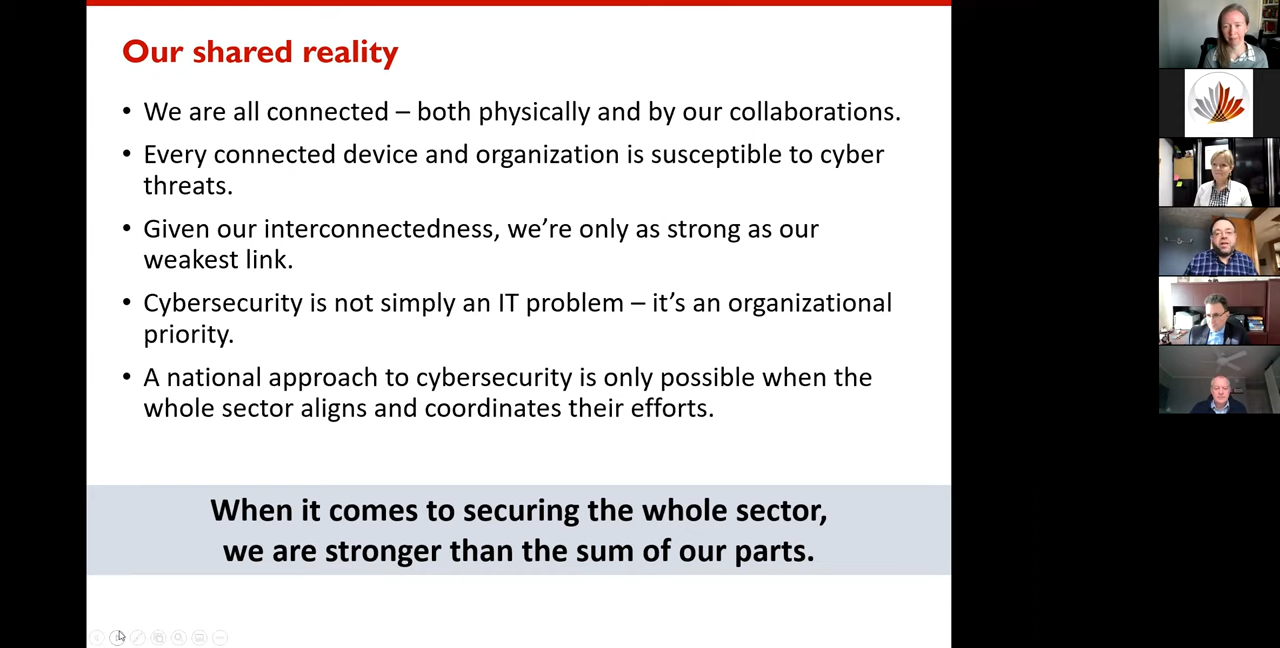 Our shared reality
• We are all connected – both physically and by our collaborations.
• Every connected device and organization is susceptible to cyber
threats.
• Given our interconnectedness, we’re only as strong as our
weakest link.
• Cybersecurity is not simply an IT problem – it’s an organizational
priority.
• A national approach to cybersecurity is only possible when the
whole sector aligns and coordinates their efforts.
When it comes to securing the whole sector,
we are stronger than the sum of our parts.